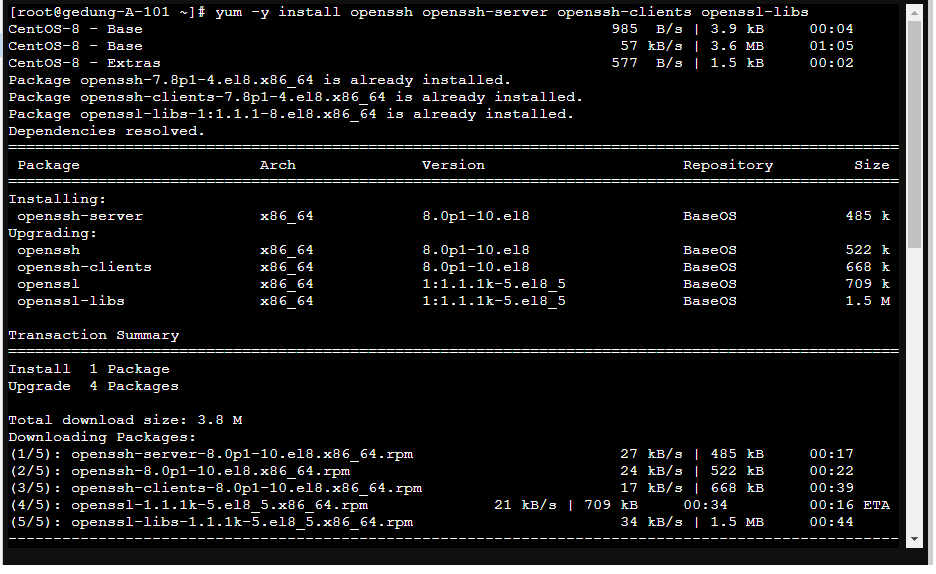 [root@gedung-A-101 ~]# yum -y install openssh openssh-server openssh-clients openssl-libs
CentOS-8 - Base                                                    985  B/s | 3.9 kB     00:04
CentOS-8 - Base                                                     57 kB/s | 3.6 MB     01:05
CentOS-8 - Extras                                                  577  B/s | 1.5 kB     00:02
Package openssh-7.8p1-4.el8.x86_64 is already installed.
Package openssh-clients-7.8p1-4.el8.x86_64 is already installed.
Package openssl-libs-1:1.1.1-8.el8.x86_64 is already installed.
Dependencies resolved.
===================================================================================================
 Package                    Arch              Version                      Repository         Size
===================================================================================================
Installing:
 openssh-server             x86_64            8.0p1-10.el8                 BaseOS            485 k
Upgrading:
 openssh                    x86_64            8.0p1-10.el8                 BaseOS            522 k
 openssh-clients            x86_64            8.0p1-10.el8                 BaseOS            668 k
 openssl                    x86_64            1:1.1.1k-5.el8_5             BaseOS            709 k
 openssl-libs               x86_64            1:1.1.1k-5.el8_5             BaseOS            1.5 M
Transaction Summary
===================================================================================================
Install  1 Package
Upgrade  4 Packages
Total download size: 3.8 M
Downloading Packages:
(1/5): openssh-server-8.0p1-10.el8.x86_64.rpm                       27 kB/s | 485 kB     00:17
(2/5): openssh-8.0p1-10.el8.x86_64.rpm                              24 kB/s | 522 kB     00:22
(3/5): openssh-clients-8.0p1-10.el8.x86_64.rpm                      17 kB/s | 668 kB     00:39
(4/5): openssl-1.1.1k-5.el8_5.x86_64.rpm              21 kB/s | 709 kB     00:34         00:16 ETA
(5/5): openssl-libs-1.1.1k-5.el8_5.x86_64.rpm                       34 kB/s | 1.5 MB     00:44
---------------------------------------------------------------------------------------------------